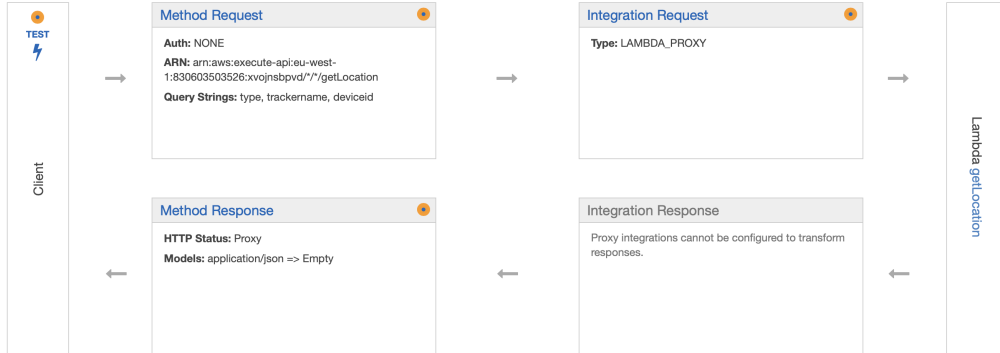 TEST
Client
Method Request
Auth: NONE
ARN: arn:aws:execute-api:eu-west-
1:830603503526:xvojnsbpvd/*/*/getLocation
Query Strings: type, trackername, deviceid
Integration Request
Type: LAMBDA_PROXY
Lambda getLocation
Method Response
HTTP Status: Proxy
Models: application/json => Empty
Integration Response
Proxy integrations cannot be configured to transform
responses.